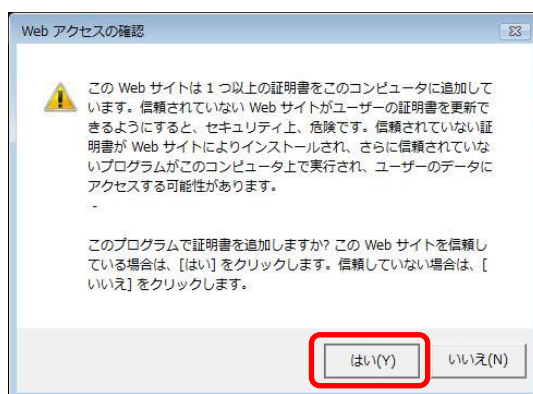 Web アクセスの確認
この Web サイトは 1 つ以上の証明書をこのコンピュータに追加して
います。信頼されていない Web サイトがユーザーの証明書を更新で
きるようにすると、セキュリティ上、危険です。信頼されていない証
明書が Web サイトによりインストールされ、さらに信頼されていな
いプログラムがこのコンピュータ上で実行され、ユーザーのデータに
アクセスする可能性があります。
-
このプログラムで証明書を追加しますか? この Web サイトを信頼し
ている場合は、[はい] をクリックします。信頼していない場合は、[
いいえ] をクリックします。
はい(Y) いいえ(N)